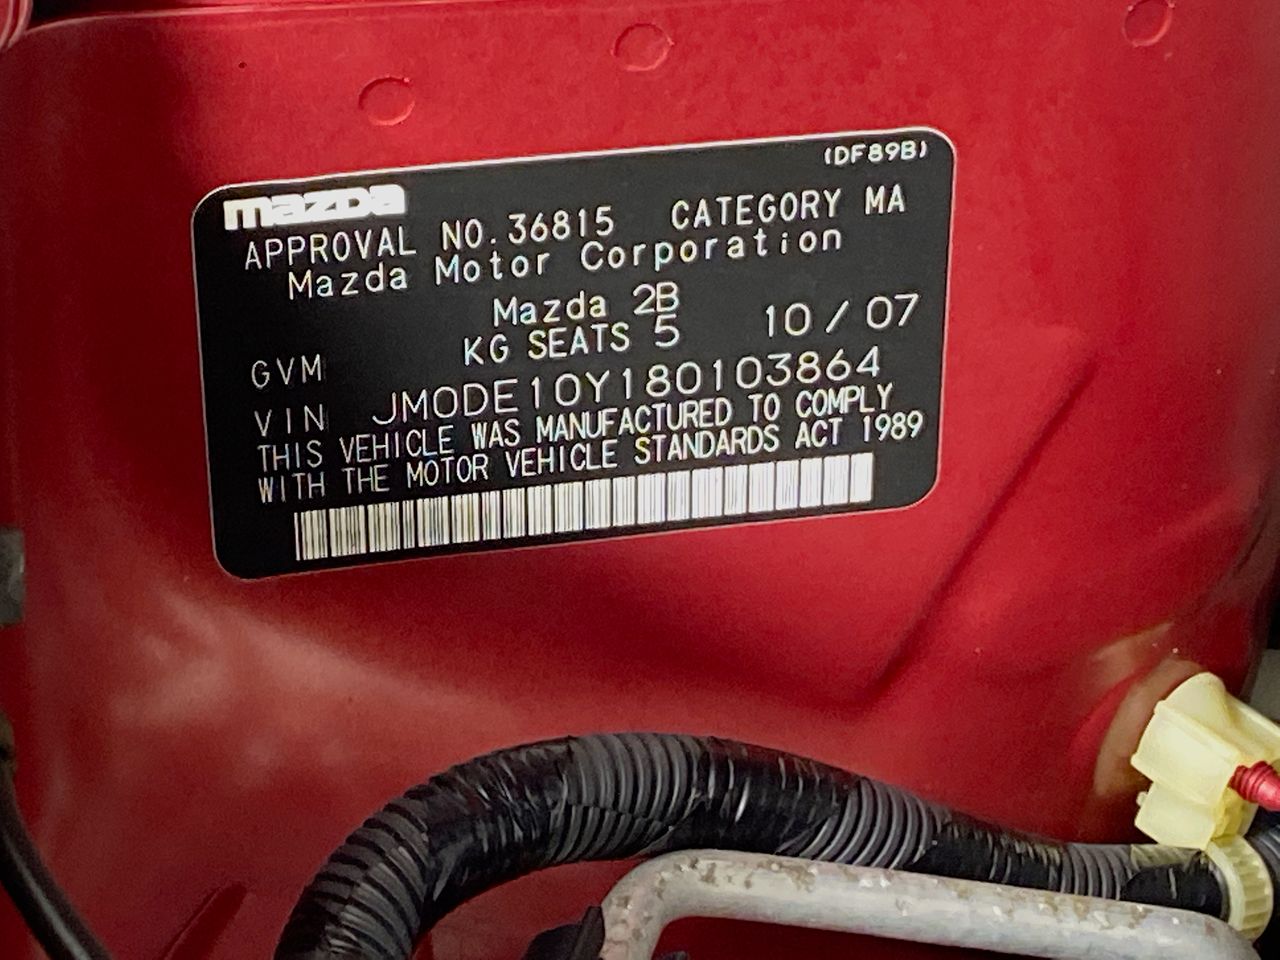 (DF89B)
mazda
APPROVAL NO.36815 CATEGORY MA
Mazda Motor Corporation
Mazda 2B
GVM KG SEATS 5 10/07
VIN JM0DE10Y180103864
THIS VEHICLE WAS MANUFACTURED TO COMPLY
WITH THE MOTOR VEHICLE STANDARDS ACT 1989